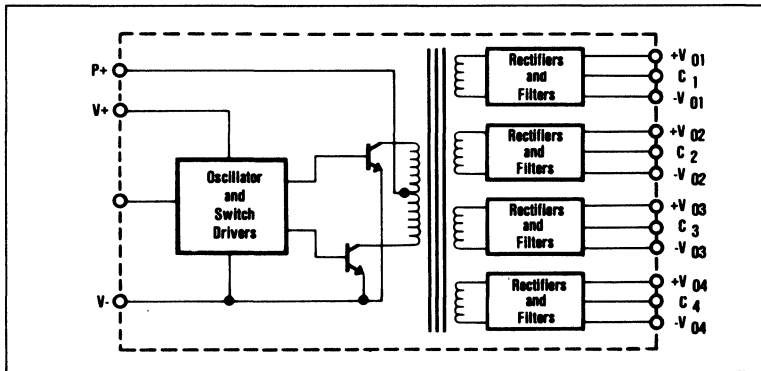 P+
V+
V-
Oscillator
and
Switch
Drivers
Rectifiers
and
Filters
+V 01
C 1
-V 01
Rectifiers
and
Filters
+V 02
C 2
-V 02
Rectifiers
and
Filters
+V 03
C 3
-V 03
Rectifiers
and
Filters
+V 04
C 4
-V 04